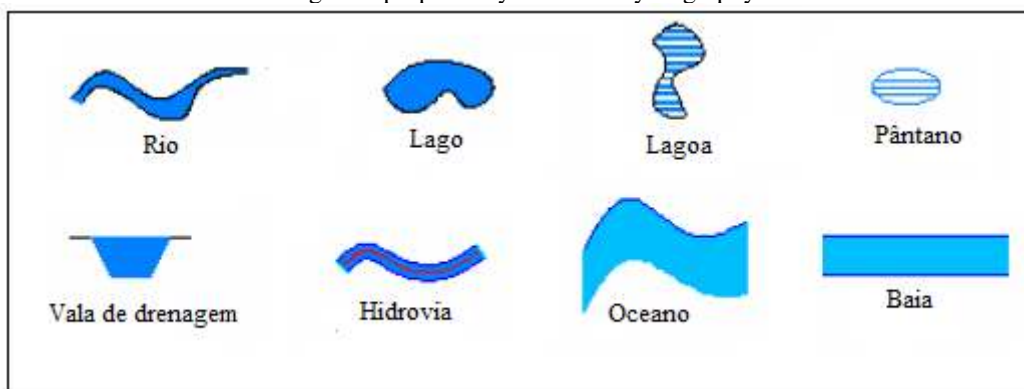 Rio
Lago
Lagoa
Pântano
Vala de drenagem
Hidrovia
Oceano
Baia